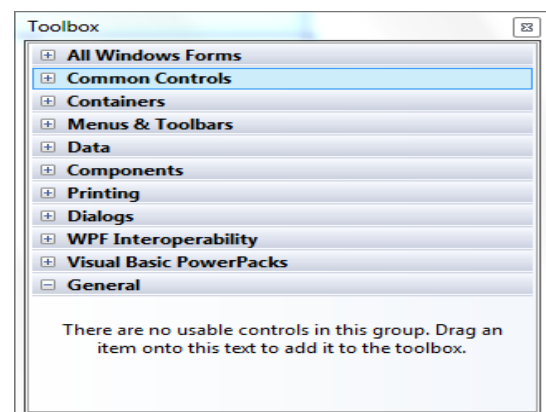 Toolbox
All Windows Forms
Common Controls
Containers
Menus & Toolbars
Data
Components
Printing
Dialogs
WPF Interoperability
Visual Basic PowerPacks
General
There are no usable controls in this group. Drag an
item onto this text to add it to the toolbox.